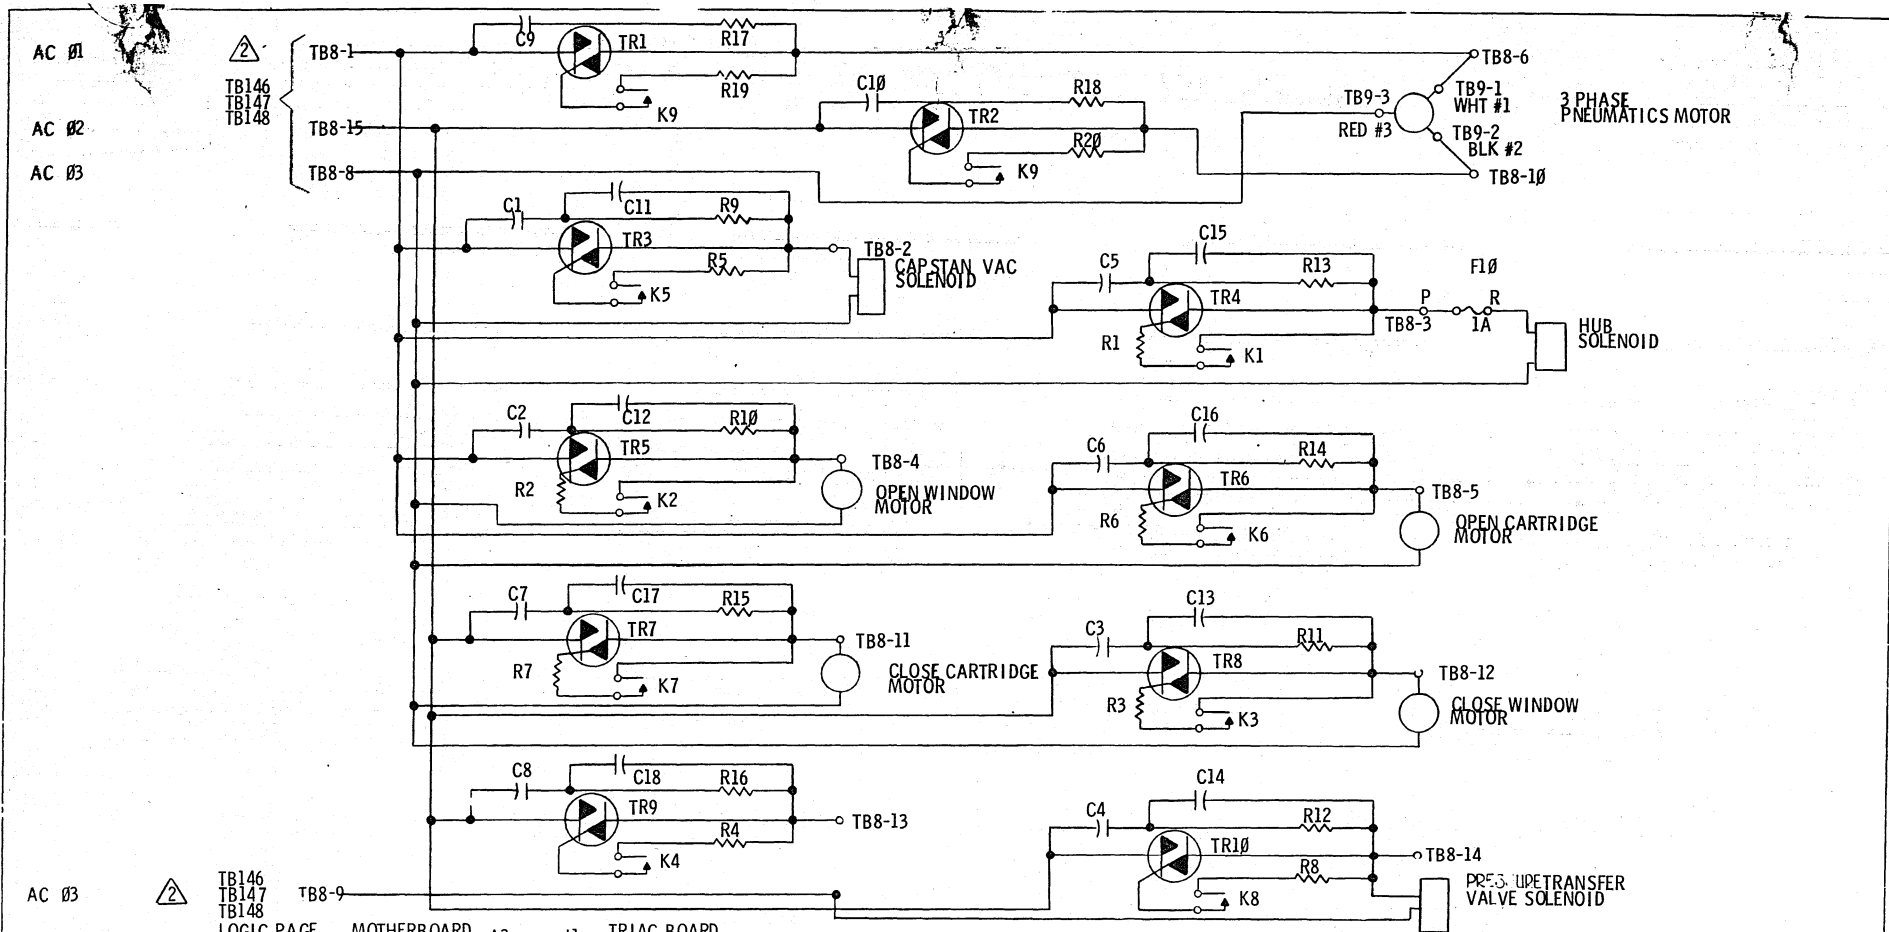 AC Ø1
2
TB8-1
C9
TR1
R17
R19
K9
TB8-6
TB146
TB147
TB148
C1Ø
R18
TB9-3
TB9-1
WHT #1
3 PHASE
PNEUMATICS MOTOR
AC Ø2
TB8-15
TR2
RED #3
TB9-2
BLK #2
R2Ø
K9
AC Ø3
TB8-8
TB8-1Ø
C1
C11
R9
TR3
R5
K5
TB8-2
CAPSTAN VAC
SOLENOID
C15
C5
R13
F1Ø
TR4
P
R
TB8-3
1A
R1
K1
HUB
SOLENOID
C2
C12
R1Ø
TR5
R2
K2
TB8-4
OPEN WINDOW
MOTOR
C16
C6
R14
TR6
R6
K6
TB8-5
OPEN CARTRIDGE
MOTOR
C7
C17
R15
TR7
R7
K7
TB8-11
CLOSE CARTRIDGE
MOTOR
C13
C3
R11
TR8
R3
K3
TB8-12
CLOSE WINDOW
MOTOR
C8
C18
R16
TR9
R4
K4
TB8-13
C14
C4
R12
TR1Ø
R8
K8
TB8-14
TRANSFER
VALVE SOLENOID
AC Ø3
2
TB146
TB147
TB148
TB8-9
LOGIC PAGE MOTHERBOARD TRIAC BOARD